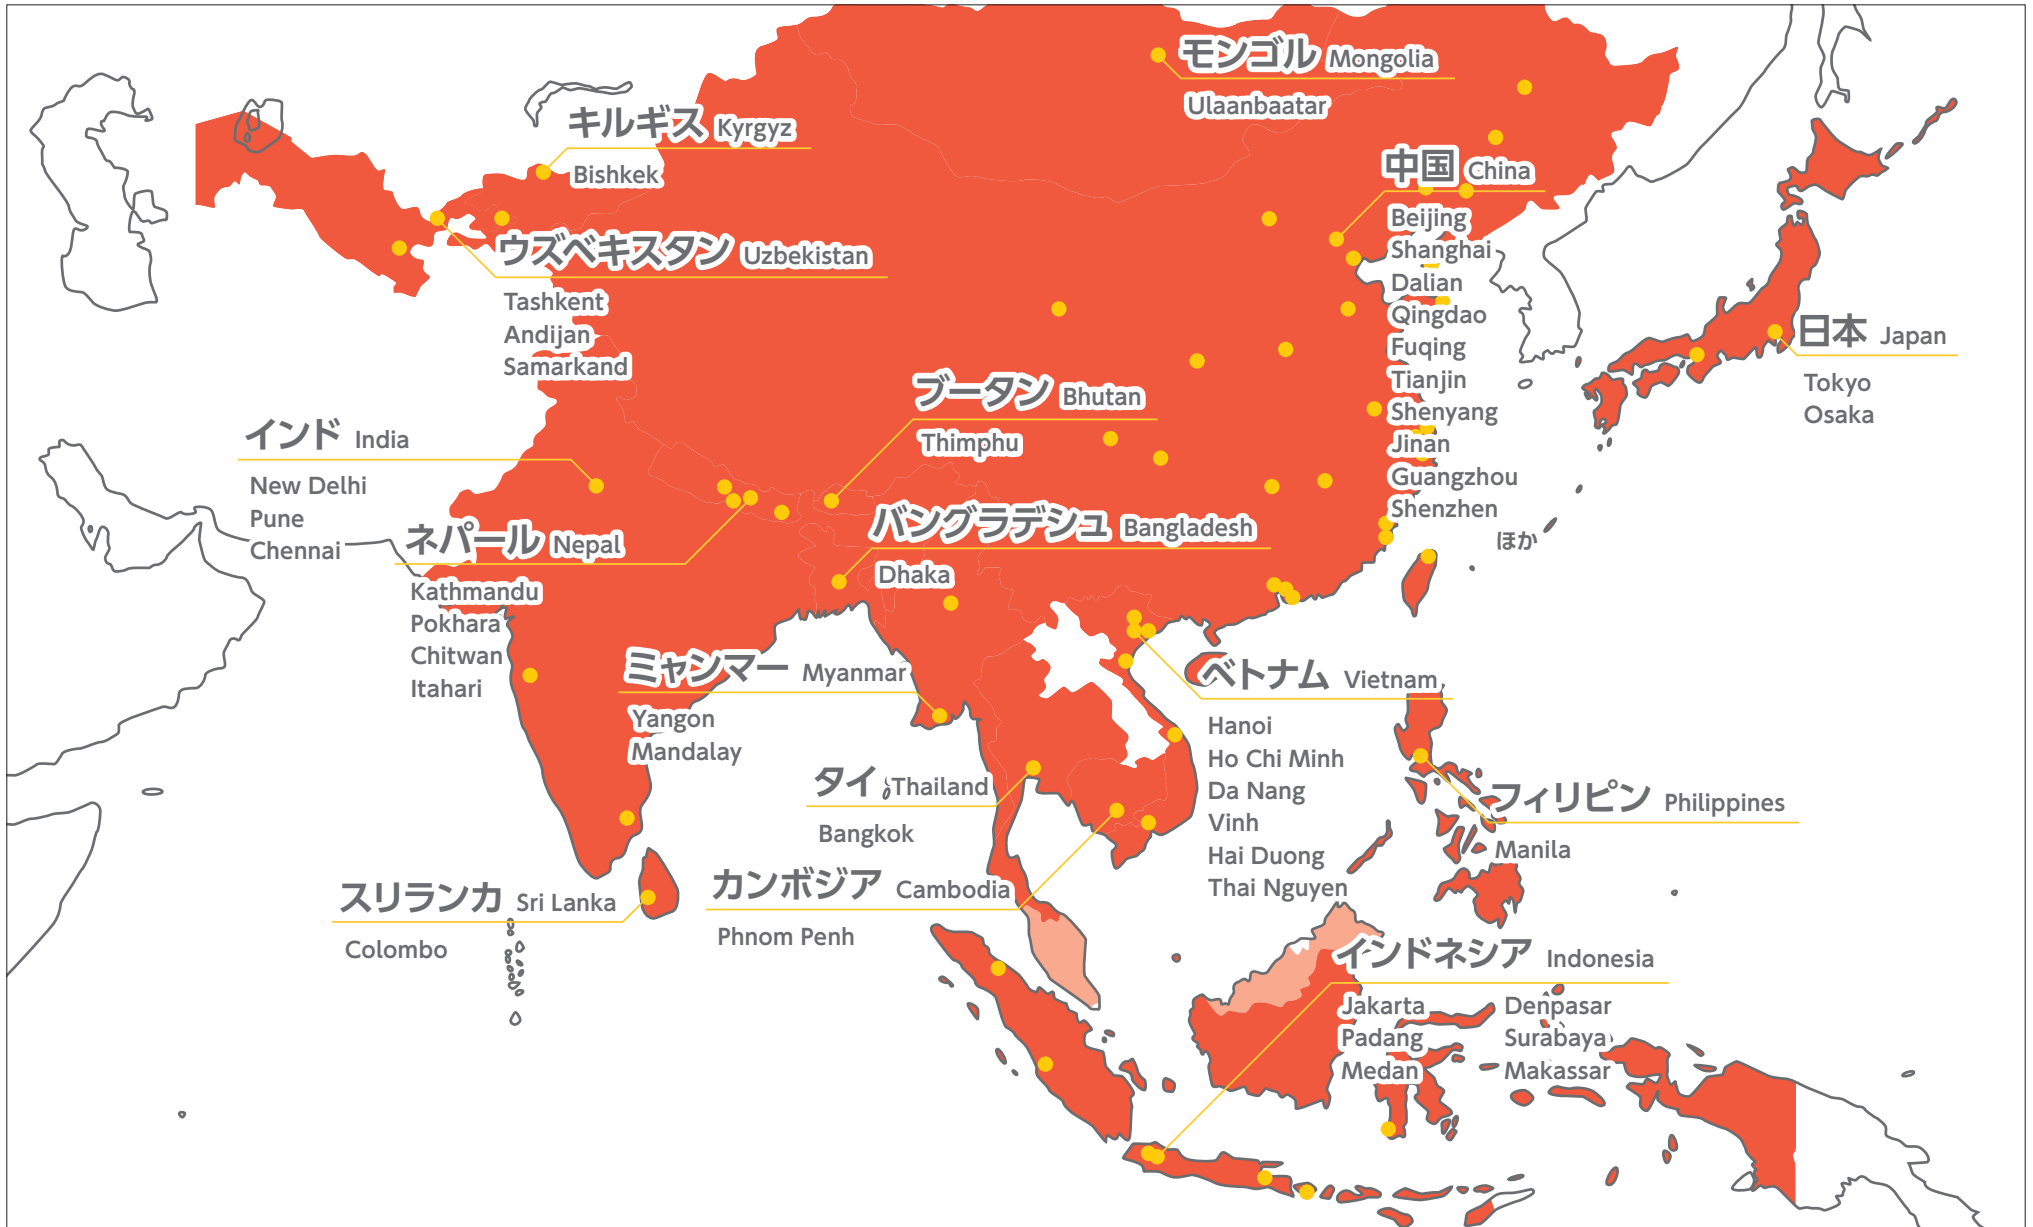 モンゴル Mongolia
Ulaanbaatar
キルギス Kyrgyz
Bishkek
中国 China
Beijing
Shanghai
Dalian
Qingdao
Fuqing
Tianjin
Shenyang
Jinan
Guangzhou
Shenzhen
ほか
ウズベキスタン Uzbekistan
Tashkent
Andijan
Samarkand
日本 Japan
Tokyo
Osaka
ブータン Bhutan
Thimphu
インド India
New Delhi
Pune
Chennai
ネパール Nepal
Kathmandu
Pokhara
Chitwan
Itahari
バングラデシュ Bangladesh
Dhaka
ミャンマー Myanmar
Yangon
Mandalay
ベトナム Vietnam
Hanoi
Ho Chi Minh
Da Nang
Vinh
Hai Duong
Thai Nguyen
タイ Thailand
Bangkok
フィリピン Philippines
Manila
カンボジア Cambodia
Phnom Penh
スリランカ Sri Lanka
Colombo
インドネシア Indonesia
Jakarta
Padang
Medan
Denpasar
Surabaya
Makassar